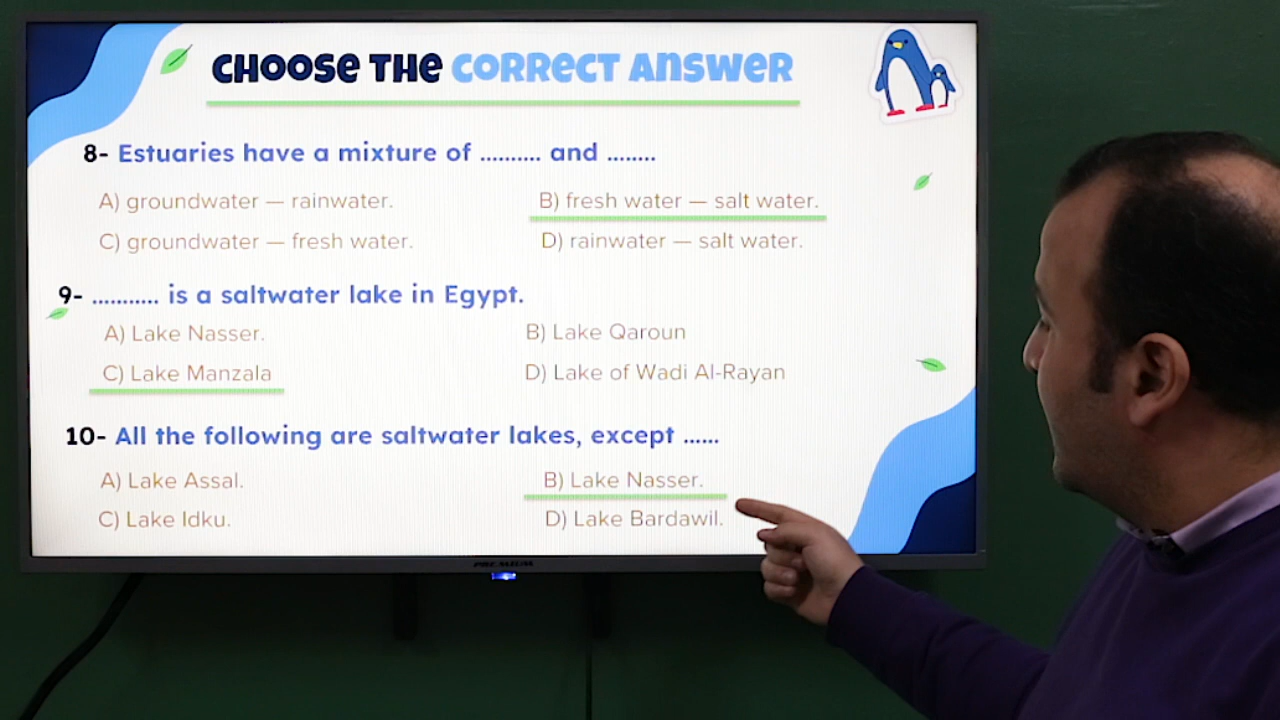 CHOOSE THE CORRECT ANSWER
8- Estuaries have a mixture of .......... and ........
A) groundwater — rainwater.
B) fresh water — salt water.
C) groundwater — fresh water.
D) rainwater — salt water.
9- ........... is a saltwater lake in Egypt.
A) Lake Nasser.
B) Lake Qaroun
C) Lake Manzala
D) Lake of Wadi Al-Rayan
10- All the following are saltwater lakes, except ......
A) Lake Assal.
B) Lake Nasser.
C) Lake Idku.
D) Lake Bardawil.
PREMIUM